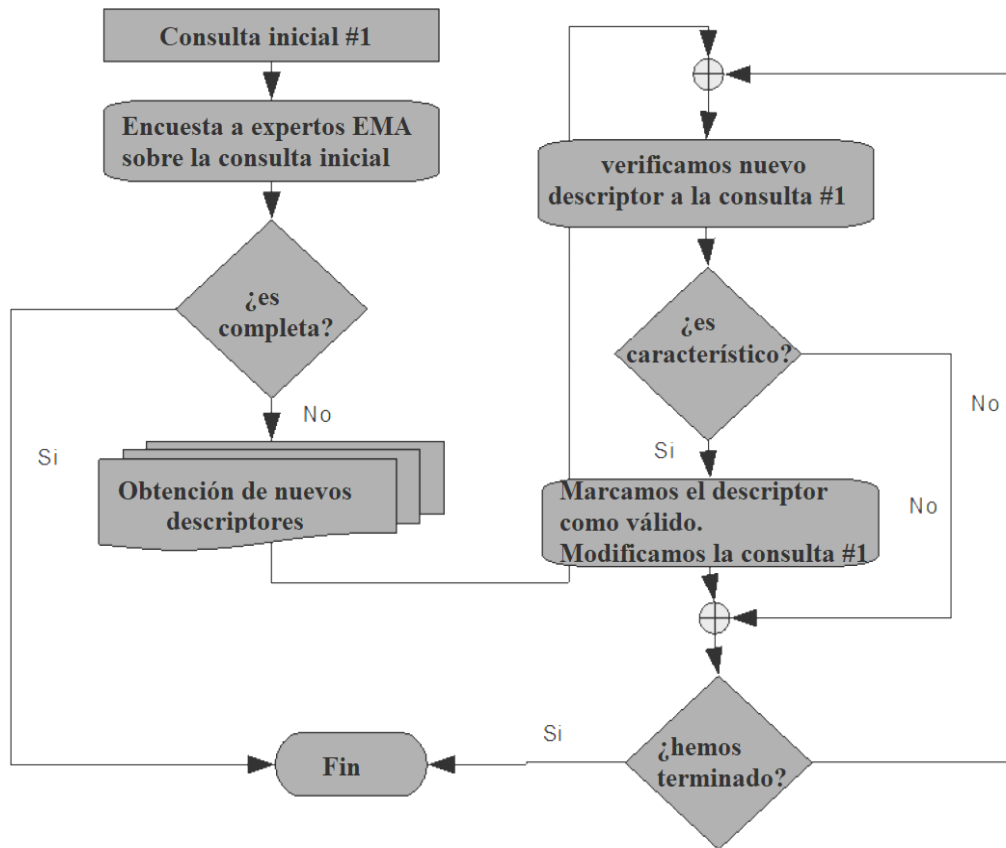 Consulta inicial #1
Encuesta a expertos EMA
sobre la consulta inicial
¿es
completa?
No
Si
Obtención de nuevos
descriptores
verificamos nuevo
descriptor a la consulta #1
¿es
característico?
No
Si
Marcamos el descriptor
como válido.
Modificamos la consulta #1
No
¿hemos
terminado?
Si
Fin